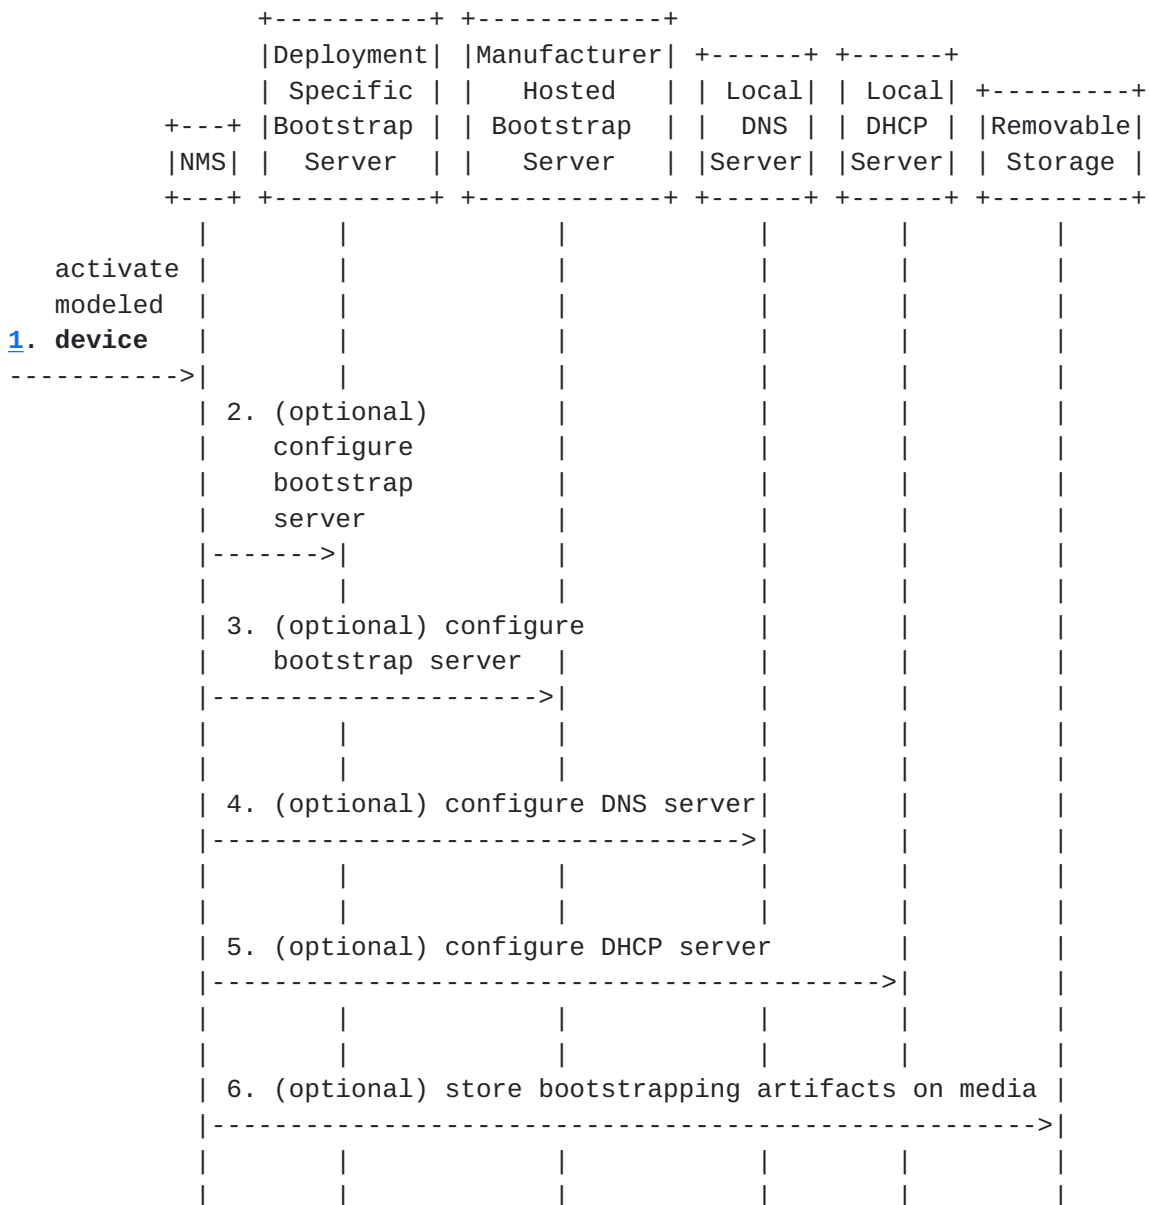 +----------+ +------------+
            |Deployment| |Manufacturer| +------+ +------+
            | Specific | |   Hosted   | | Local| | Local| +---------+
      +---+ |Bootstrap | | Bootstrap  | |  DNS | | DHCP | |Removable|
      |NMS| |  Server  | |   Server   | |Server| |Server| | Storage |
      +---+ +----------+ +------------+ +------+ +------+ +---------+
activate
modeled
1. device
2. (optional)
configure
bootstrap
server
3. (optional) configure
bootstrap server
4. (optional) configure DNS server
5. (optional) configure DHCP server
6. (optional) store bootstrapping artifacts on media